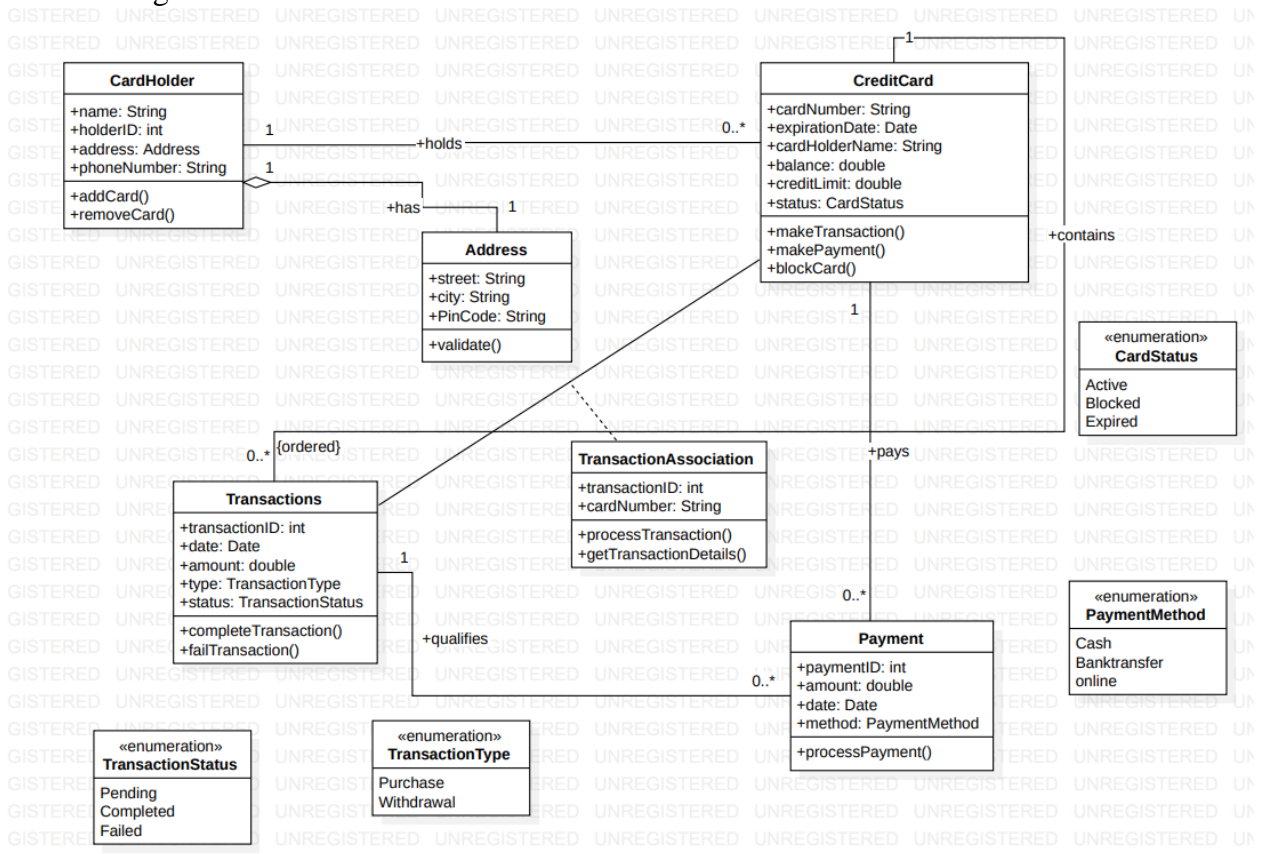 CardHolder
+name: String
+holderID: int
+address: Address
+phoneNumber: String
+addCard()
+removeCard()
1
+holds
0..*
1
+has
1
Address
+street: String
+city: String
+PinCode: String
+validate()
CreditCard
+cardNumber: String
+expirationDate: Date
+cardHolderName: String
+balance: double
+creditLimit: double
+status: CardStatus
+makeTransaction()
+makePayment()
+blockCard()
1
+contains
1
«enumeration»
CardStatus
Active
Blocked
Expired
0..*
{ordered}
Transactions
+transactionID: int
+date: Date
+amount: double
+type: TransactionType
+status: TransactionStatus
+completeTransaction()
+failTransaction()
TransactionAssociation
+transactionID: int
+cardNumber: String
+processTransaction()
+getTransactionDetails()
+pays
1
+qualifies
0..*
0..*
Payment
+paymentID: int
+amount: double
+date: Date
+method: PaymentMethod
+processPayment()
«enumeration»
PaymentMethod
Cash
Banktransfer
online
«enumeration»
TransactionStatus
Pending
Completed
Failed
«enumeration»
TransactionType
Purchase
Withdrawal
UNREGISTERED